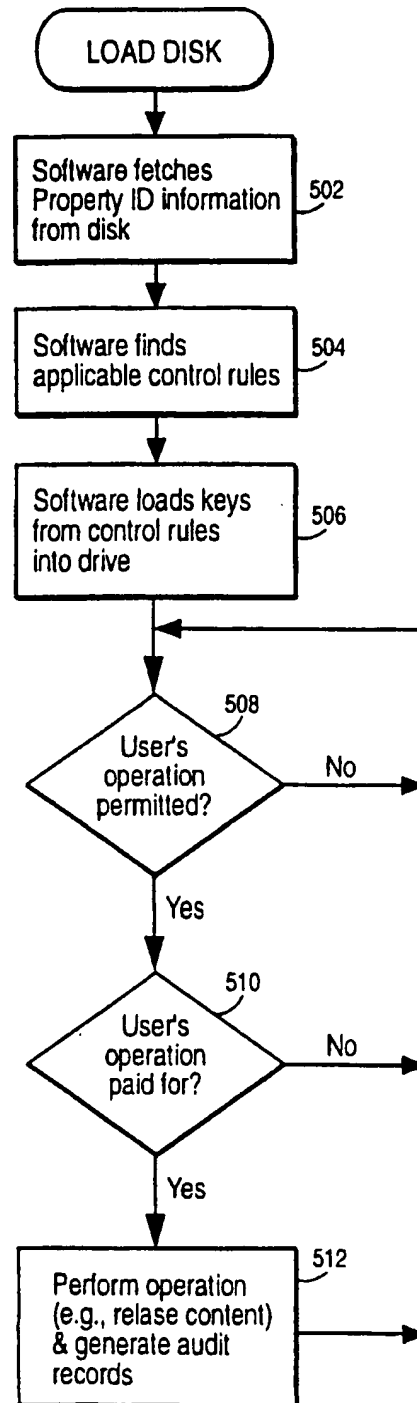 LOAD DISK
Software fetches
Property ID information
from disk
502
Software finds
applicable control rules
504
Software loads keys
from control rules
into drive
506
508
User's
operation
permitted?
No
Yes
510
User's
operation
paid for?
No
Yes
512
Perform operation
(e.g., relase content)
& generate audit
records